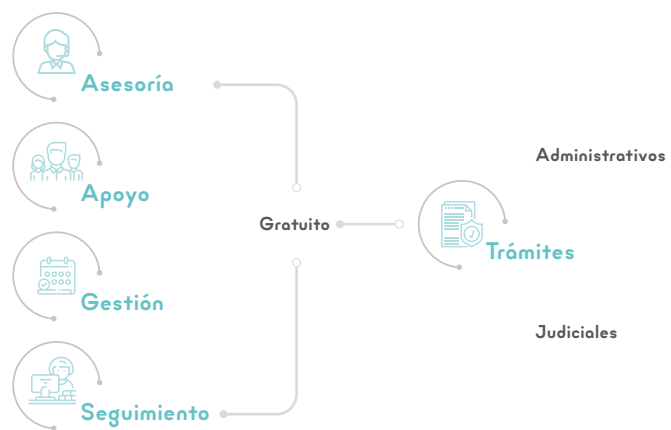 Asesoría
Apoyo
Gestión
Seguimiento
Gratuito
Trámites
Administrativos
Judiciales